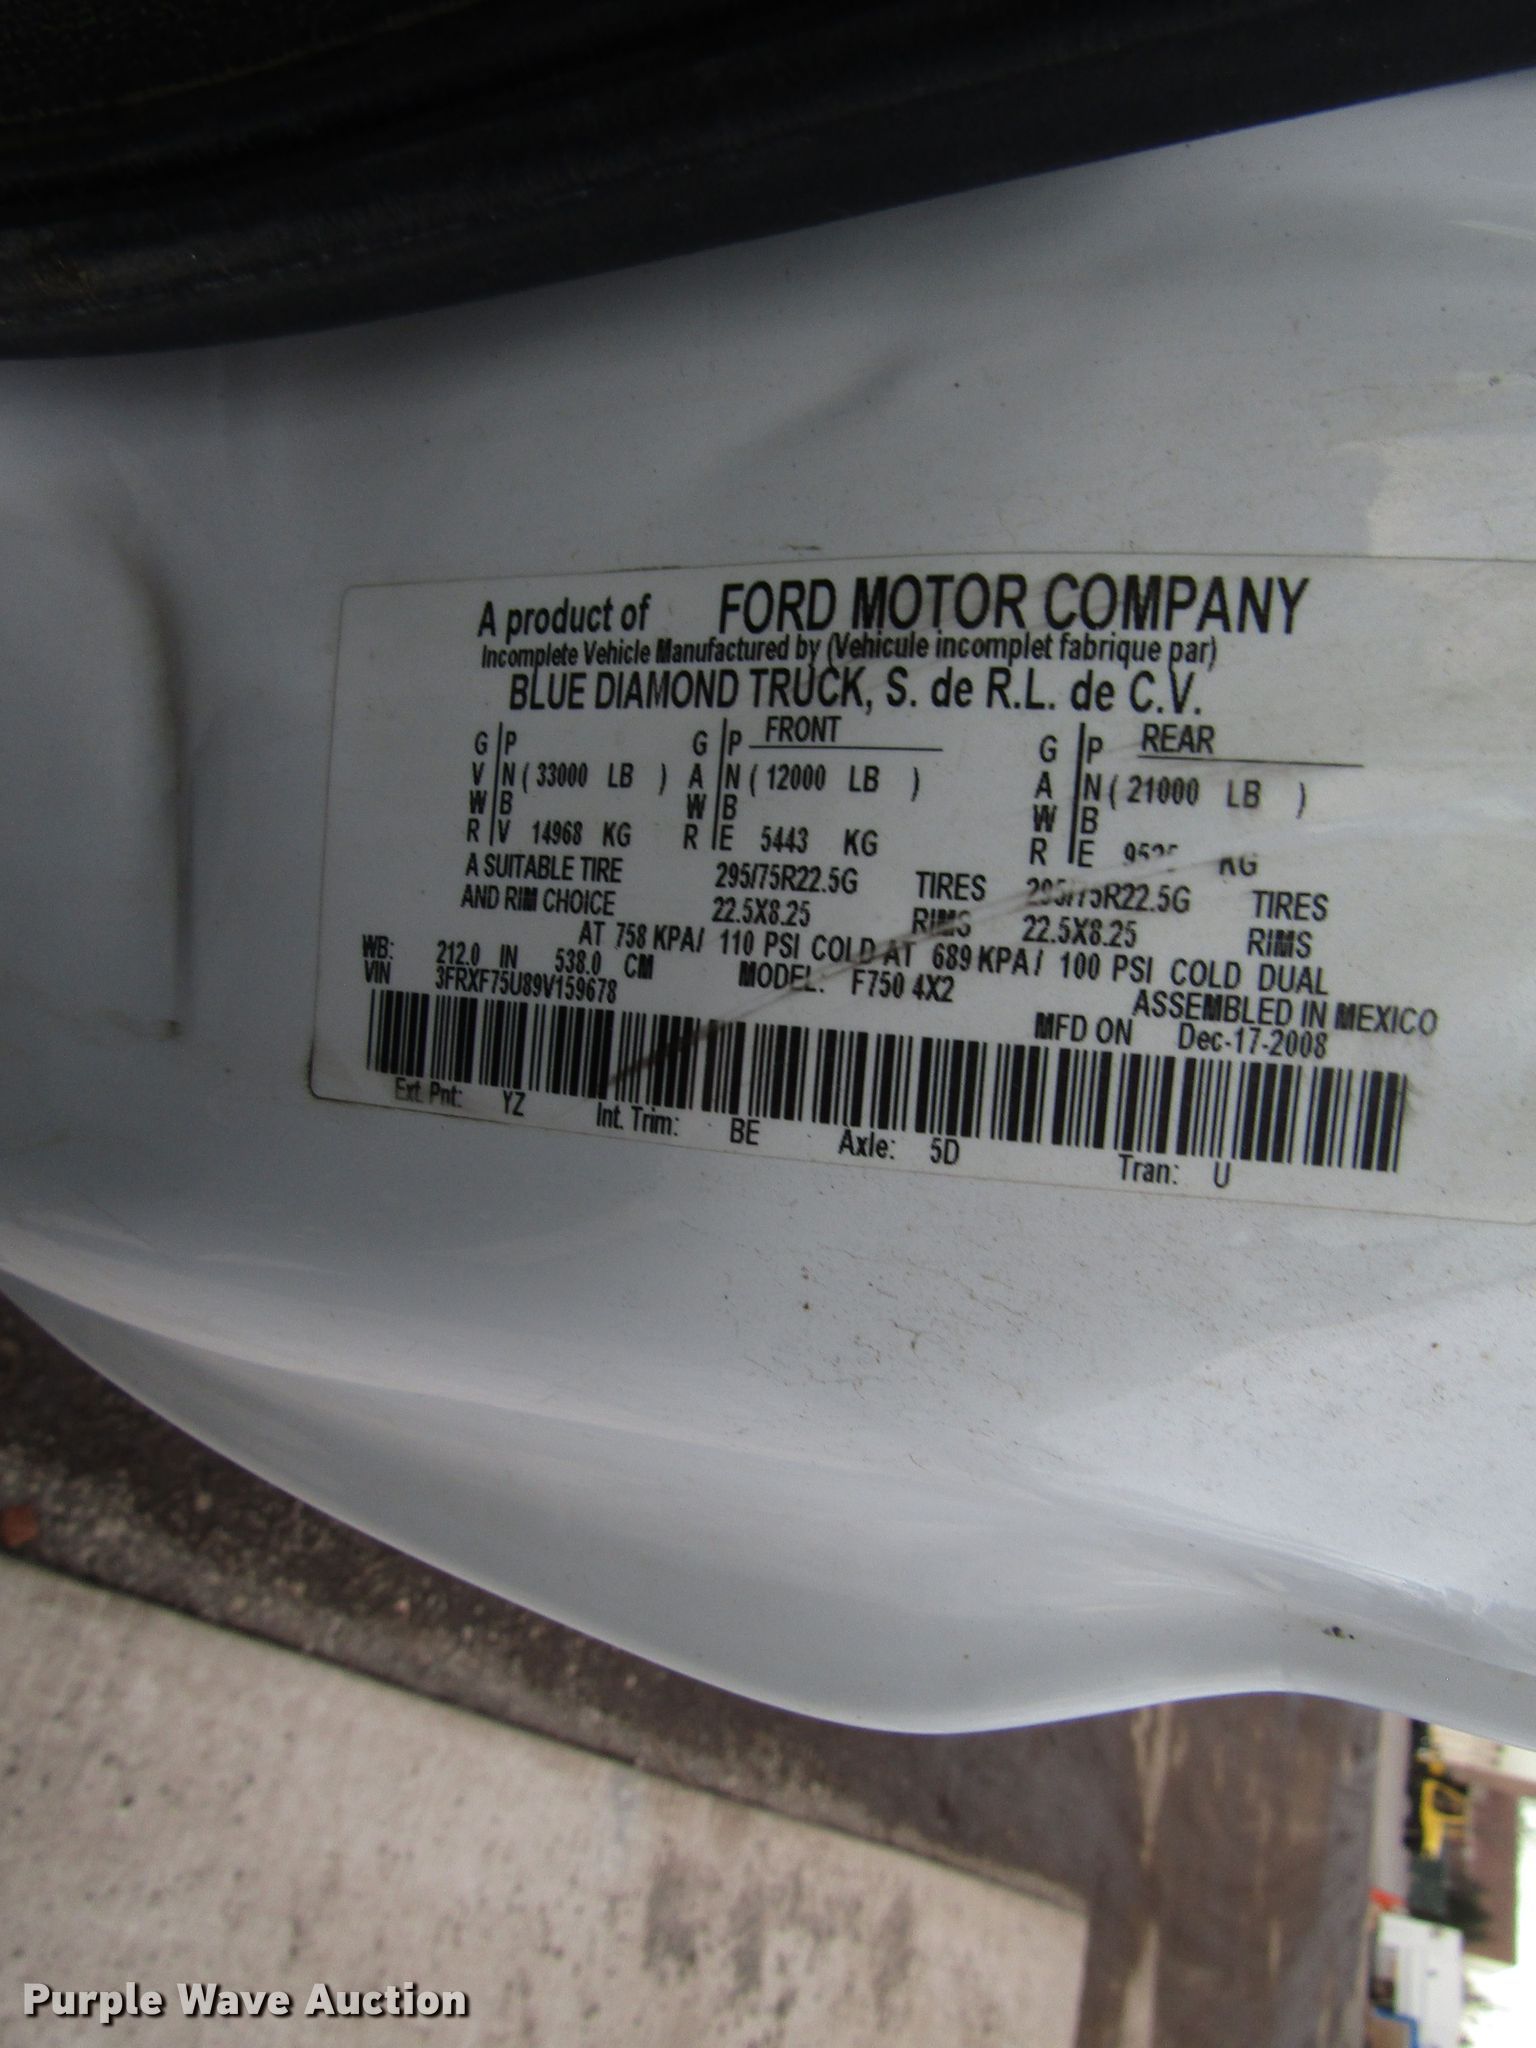 A product of FORD MOTOR COMPANY
Incomplete Vehicle Manufactured by (Vehicule incomplet fabrique par)
BLUE DIAMOND TRUCK, S. de R.L. de C.V.
G P G P FRONT G P REAR
V N ( 33000 LB ) A N ( 12000 LB ) A N ( 21000 LB )
W B W B W B
R V 14968 KG R E 5443 KG R E KG
A SUITABLE TIRE 295/75R22.5G TIRES 295/75R22.5G TIRES
AND RIM CHOICE 22.5X8.25 RIMS 22.5X8.25 RIMS
AT 758 KPA/ 110 PSI COLD AT 689 KPA/ 100 PSI COLD DUAL
WB: 212.0 IN 538.0 CM MODEL: F750 4X2 ASSEMBLED IN MEXICO
VIN 3FRXF75U89V159678 MFD ON Dec-17-2008
Ext. Pnt: YZ Int. Trim: BE Axle: 5D Tran: U
Purple Wave Auction